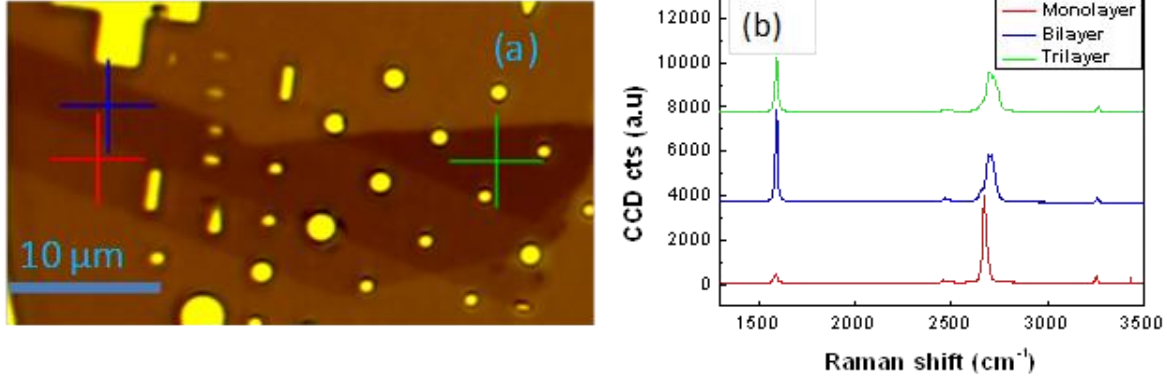 (a)
10 μm
(b)
Monolayer
Bilayer
Trilayer
12000
10000
8000
6000
4000
2000
0
CCD cts (a.u)
1500 2000 2500 3000 3500
Raman shift (cm⁻¹)